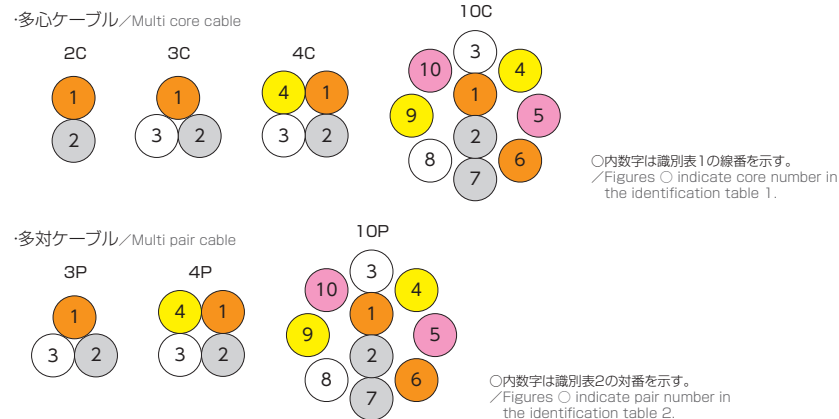 ·多心ケーブル／Multi core cable
2C
3C
4C
10C
1
2
1
3 2
4 1
3 2
3
10 4
1
9 5
2
8 6
7
○内数字は識別表1の線番を示す。
／Figures ○ indicate core number in
the identification table 1.
·多対ケーブル／Multi pair cable
3P
4P
10P
1
3 2
4 1
3 2
3
10 4
1
9 5
2
8 6
7
○内数字は識別表2の対番を示す。
／Figures ○ indicate pair number in
the identification table 2.